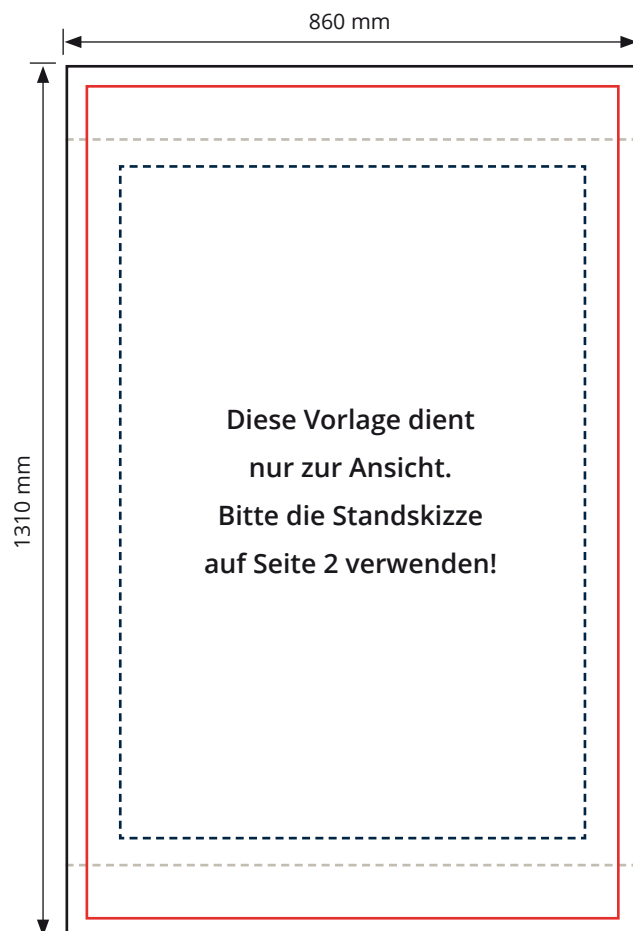 860 mm
1310 mm
Diese Vorlage dient
nur zur Ansicht.
Bitte die Standskizze
auf Seite 2 verwenden!